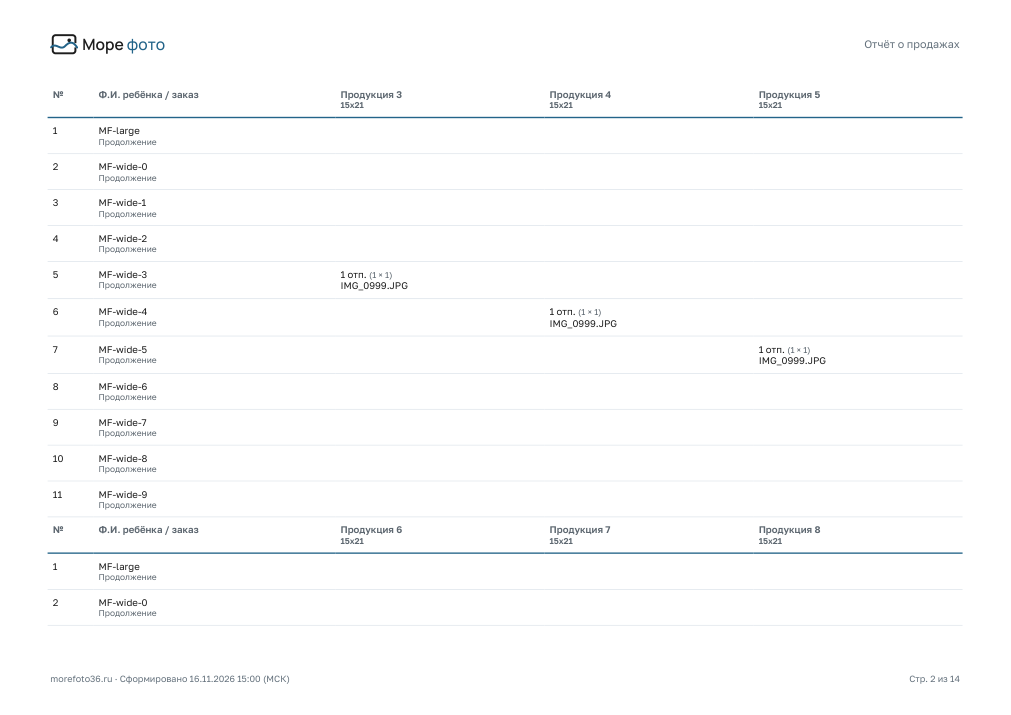 Море фото
Отчёт о продажах
№ Ф.И. ребёнка / заказ Продукция 3 Продукция 4 Продукция 5
15x21 15x21 15x21
1 MF-large
Продолжение
2 MF-wide-0
Продолжение
3 MF-wide-1
Продолжение
4 MF-wide-2
Продолжение
5 MF-wide-3 1 отп. (1 × 1)
Продолжение IMG_0999.JPG
6 MF-wide-4 1 отп. (1 × 1)
Продолжение IMG_0999.JPG
7 MF-wide-5 1 отп. (1 × 1)
Продолжение IMG_0999.JPG
8 MF-wide-6
Продолжение
9 MF-wide-7
Продолжение
10 MF-wide-8
Продолжение
11 MF-wide-9
Продолжение
№ Ф.И. ребёнка / заказ Продукция 6 Продукция 7 Продукция 8
15x21 15x21 15x21
1 MF-large
Продолжение
2 MF-wide-0
Продолжение
morefoto36.ru · Сформировано 16.11.2026 15:00 (МСК) Стр. 2 из 14